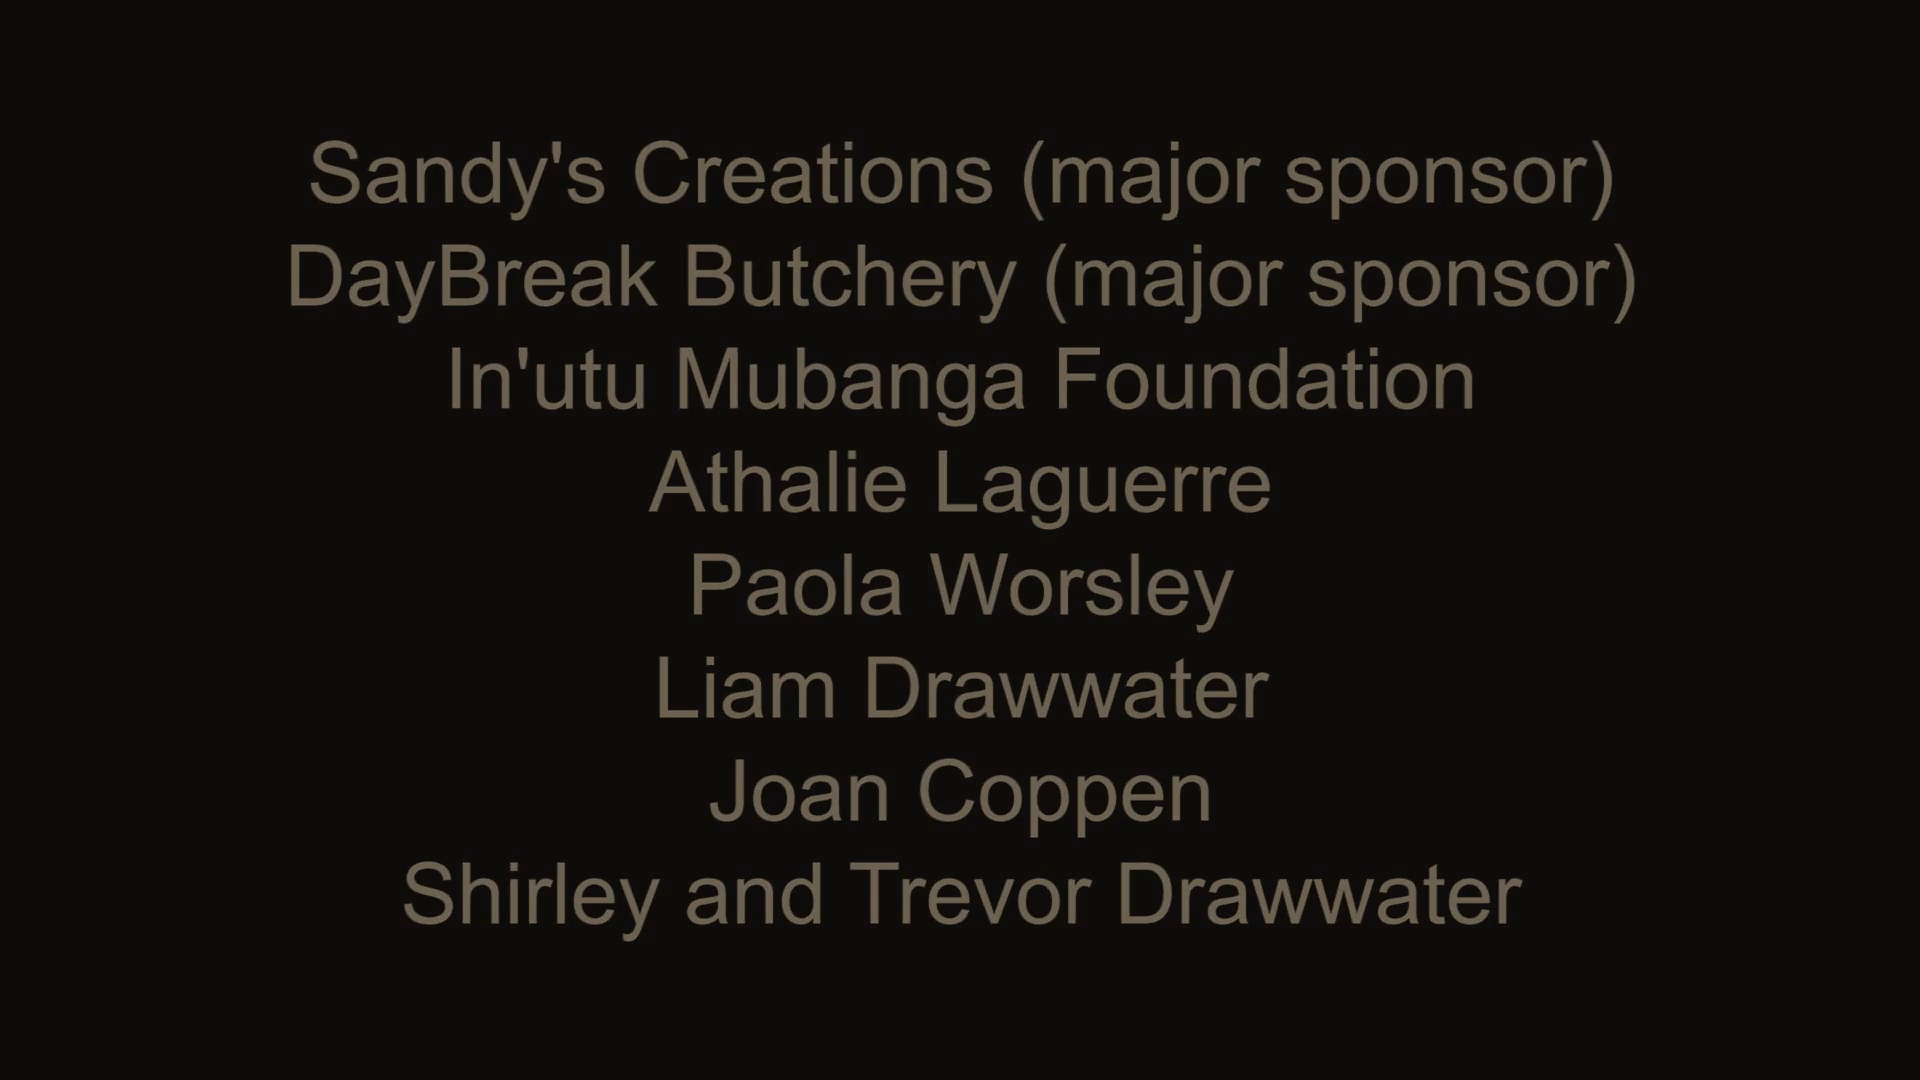 Sandy's Creations (major sponsor)
DayBreak Butchery (major sponsor)
In'utu Mubanga Foundation
Athalie Laguerre
Paola Worsley
Liam Drawwater
Joan Coppen
Shirley and Trevor Drawwater